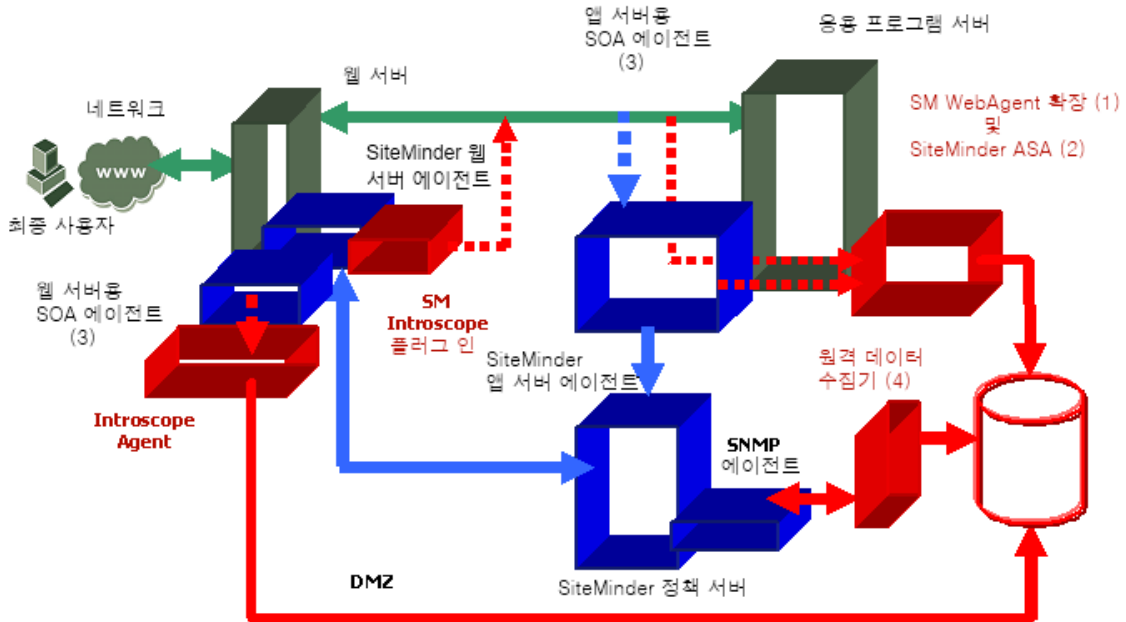 앱 서버용
SOA 에이전트
(3)
응용 프로그램 서버
웹 서버
네트워크
www
최종 사용자
SM WebAgent 확장 (1)
및
SiteMinder ASA (2)
SiteMinder 웹
서버 에이전트
웹 서버용
SOA 에이전트
(3)
SM
Introscope
플러그 인
SiteMinder
앱 서버 에이전트
원격 데이터
수집기 (4)
Introscope
Agent
SNMP
에이전트
DMZ
SiteMinder 정책 서버